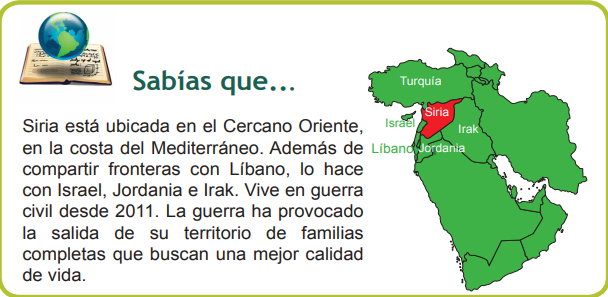 Sabías que...
Siria está ubicada en el Cercano Oriente,
en la costa del Mediterráneo. Además de
compartir fronteras con Líbano, lo hace
con Israel, Jordania e Irak. Vive en guerra
civil desde 2011. La guerra ha provocado
la salida de su territorio de familias
completas que buscan una mejor calidad
de vida.
Turquía
Siria
Israel
Irak
Líbano
Jordania